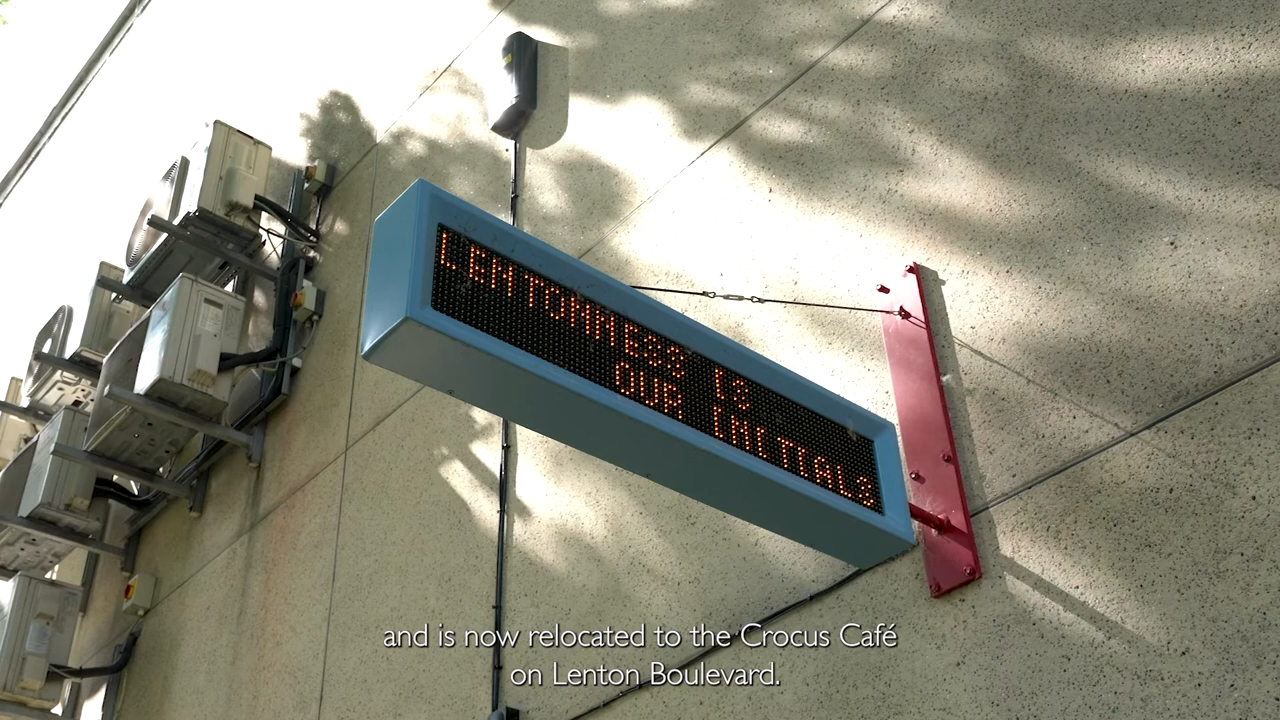 LENTONNESS IS
OUR INITIALS
and is now relocated to the Crocus Café
on Lenton Boulevard.